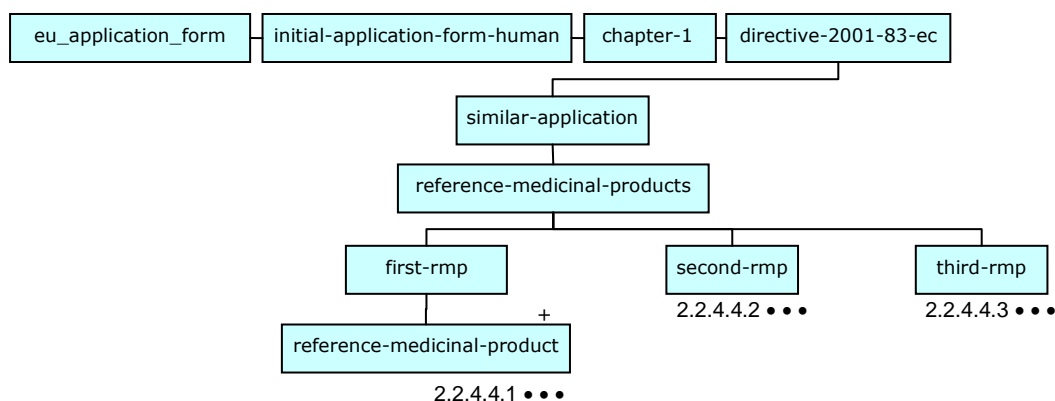 eu_application_form initial-application-form-human chapter-1 directive-2001-83-ec
similar-application
reference-medicinal-products
first-rmp second-rmp third-rmp
2.2.4.4.2 ••• 2.2.4.4.3 •••
+
reference-medicinal-product
2.2.4.4.1 •••